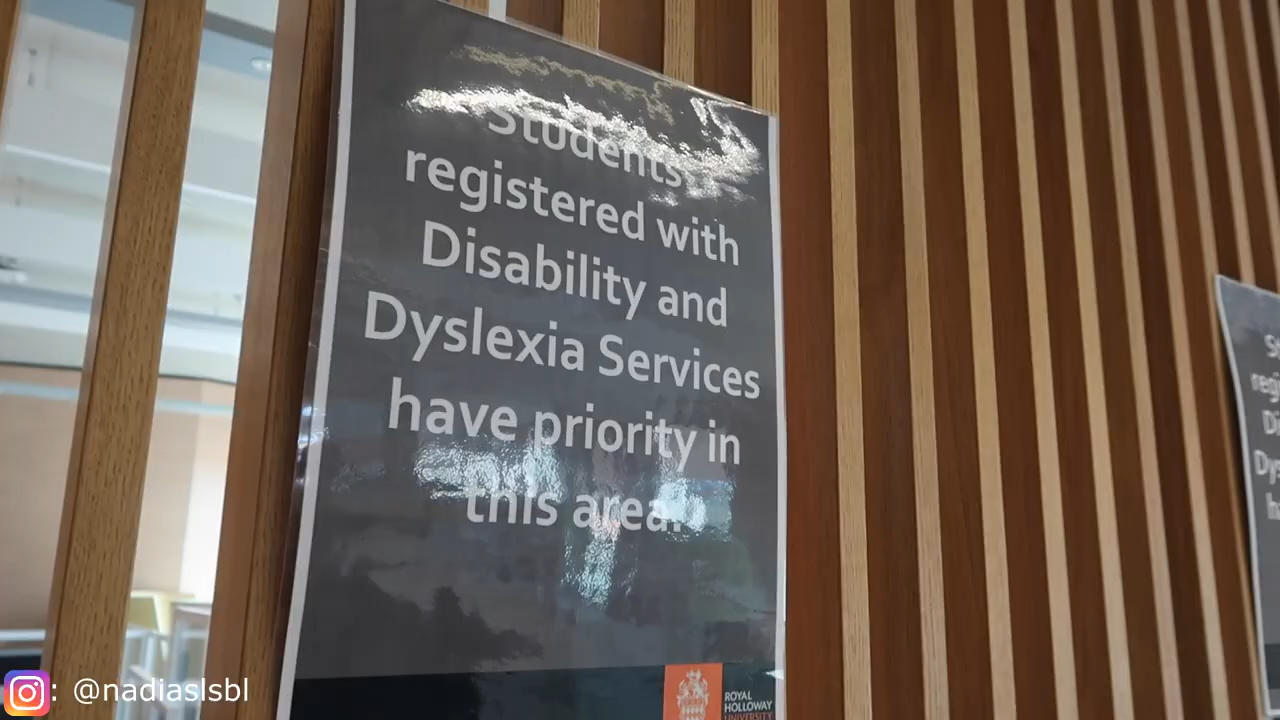 Students
registered with
Disability and
Dyslexia Services
have priority in
this area.
ROYAL
HOLLOWAY
UNIVERSITY
: @nadiaslsbl